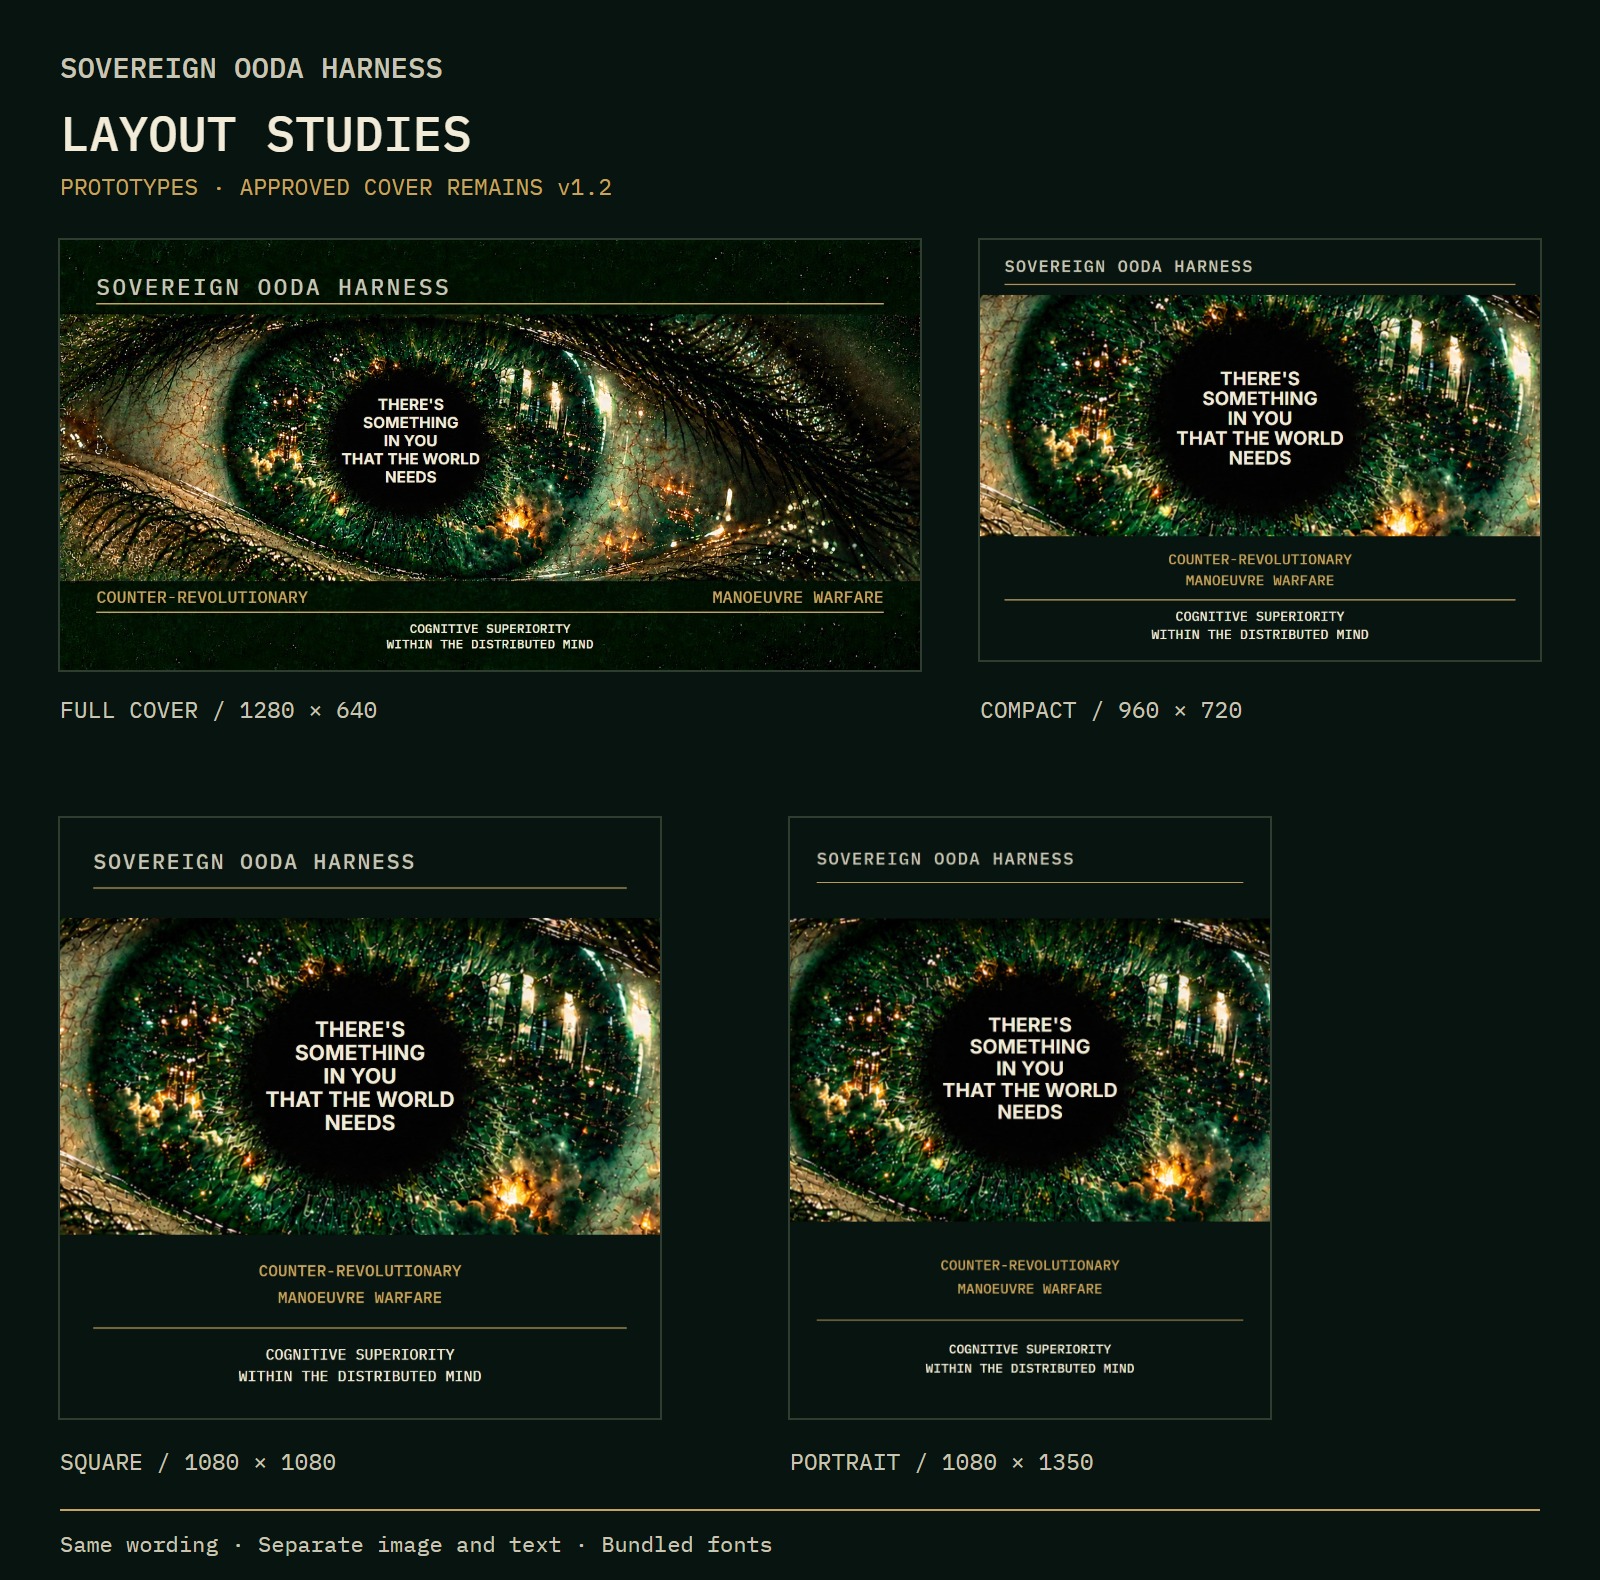 SOVEREIGN OODA HARNESS
LAYOUT STUDIES
PROTOTYPES · APPROVED COVER REMAINS v1.2
SOVEREIGN OODA HARNESS
THERE'S
SOMETHING
IN YOU
THAT THE WORLD
NEEDS
COUNTER-REVOLUTIONARY MANOEUVRE WARFARE
COGNITIVE SUPERIORITY
WITHIN THE DISTRIBUTED MIND
FULL COVER / 1280 × 640
SOVEREIGN OODA HARNESS
THERE'S
SOMETHING
IN YOU
THAT THE WORLD
NEEDS
COUNTER-REVOLUTIONARY
MANOEUVRE WARFARE
COGNITIVE SUPERIORITY
WITHIN THE DISTRIBUTED MIND
COMPACT / 960 × 720
SOVEREIGN OODA HARNESS
THERE'S
SOMETHING
IN YOU
THAT THE WORLD
NEEDS
COUNTER-REVOLUTIONARY
MANOEUVRE WARFARE
COGNITIVE SUPERIORITY
WITHIN THE DISTRIBUTED MIND
SQUARE / 1080 × 1080
SOVEREIGN OODA HARNESS
THERE'S
SOMETHING
IN YOU
THAT THE WORLD
NEEDS
COUNTER-REVOLUTIONARY
MANOEUVRE WARFARE
COGNITIVE SUPERIORITY
WITHIN THE DISTRIBUTED MIND
PORTRAIT / 1080 × 1350
Same wording · Separate image and text · Bundled fonts